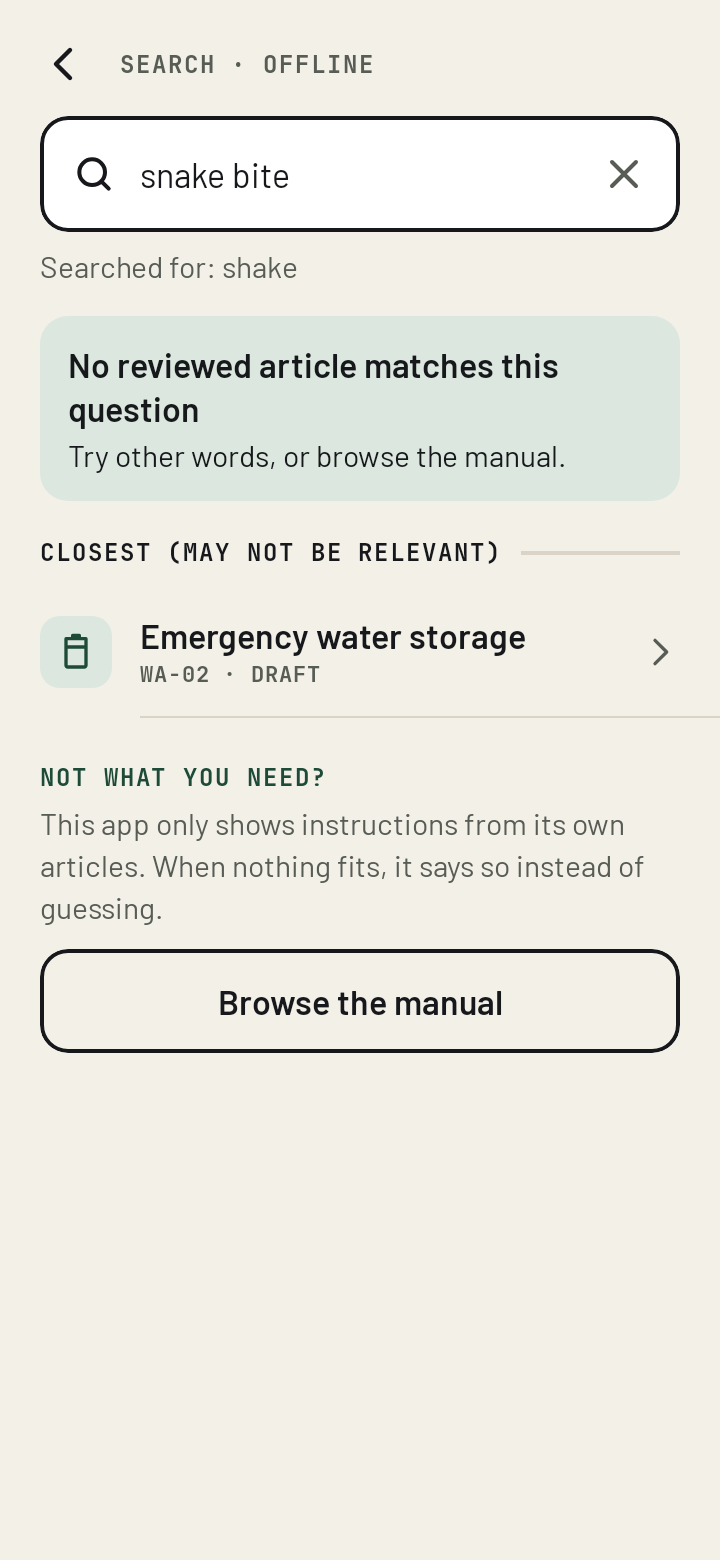 SEARCH · OFFLINE
snake bite
Searched for: shake
No reviewed article matches this
question
Try other words, or browse the manual.
CLOSEST (MAY NOT BE RELEVANT)
Emergency water storage
WA-02 · DRAFT
NOT WHAT YOU NEED?
This app only shows instructions from its own
articles. When nothing fits, it says so instead of
guessing.
Browse the manual